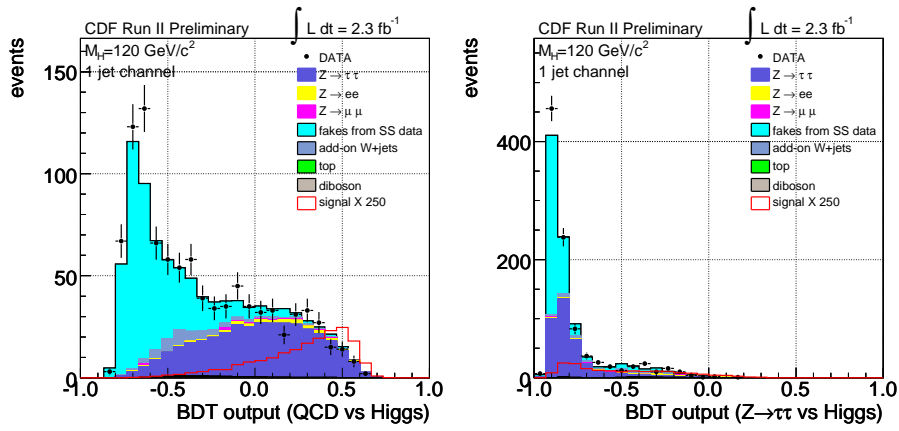 CDF Run II Preliminary
∫ L dt = 2.3 fb⁻¹
M_H=120 GeV/c²
1 jet channel
events
150
100
50
0
DATA
Z→ττ
Z→ee
Z→μμ
fakes from SS data
add-on W+jets
top
diboson
signal X 250
-1.0 -0.5 0.0 0.5 1.0
BDT output (QCD vs Higgs)
CDF Run II Preliminary
∫ L dt = 2.3 fb⁻¹
M_H=120 GeV/c²
1 jet channel
events
400
200
0
DATA
Z→ττ
Z→ee
Z→μμ
fakes from SS data
add-on W+jets
top
diboson
signal X 250
-1.0 -0.5 0.0 0.5 1.0
BDT output (Z→ττ vs Higgs)